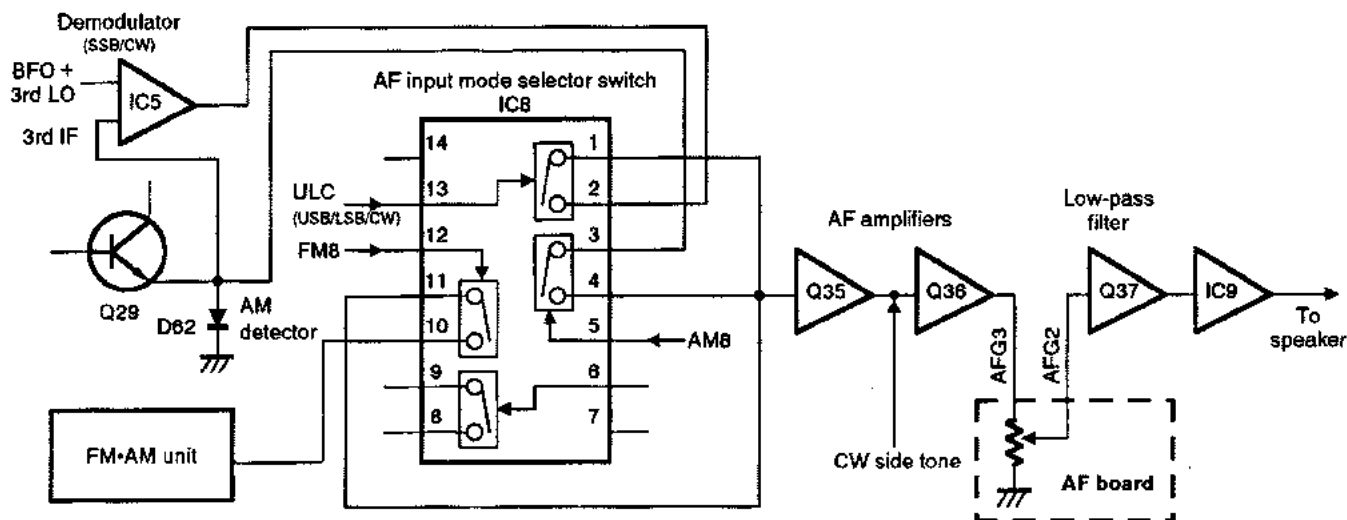 Demodulator
(SSB/CW)
BFO +
3rd LO
IC5
3rd IF
AF input mode selector switch
IC8
14
1
13
2
ULC
(USB/LSB/CW)
12
3
FM8
11
4
10
5
AM8
9
6
8
7
Q29
D62
AM
detector
FM•AM unit
AF amplifiers
Q35
Q36
Low-pass
filter
Q37
IC9
To
speaker
CW side tone
AFG3
AFG2
AF board